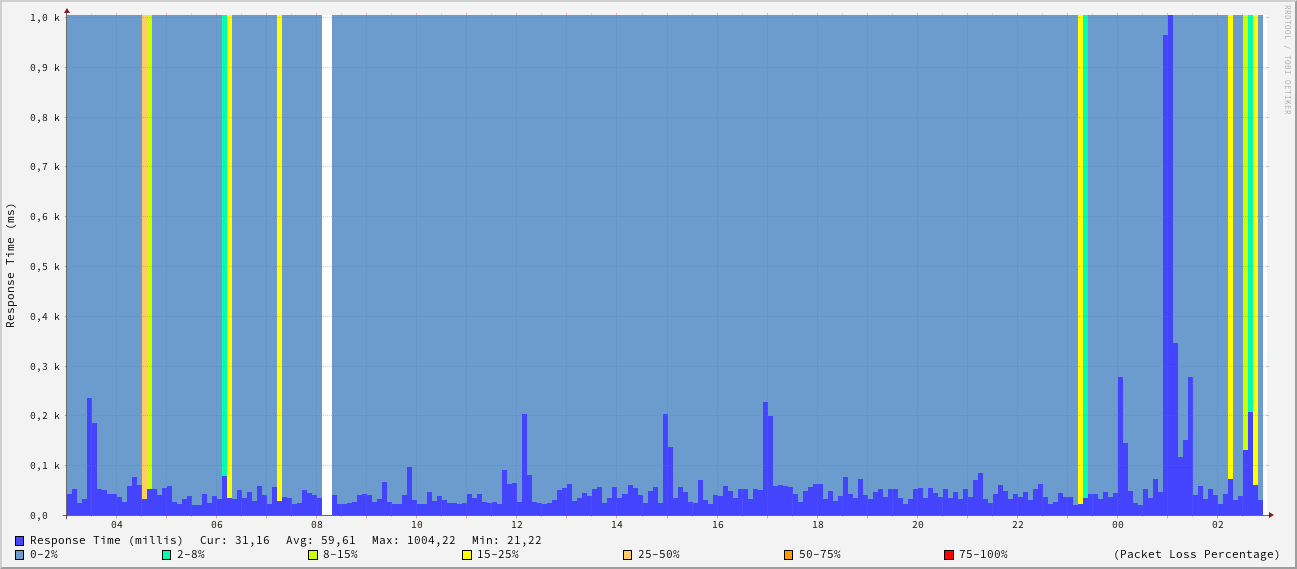 1,0 k
0,9 k
0,8 k
0,7 k
0,6 k
0,5 k
0,4 k
0,3 k
0,2 k
0,1 k
0,0
Response Time (ms)
04 06 08 10 12 14 16 18 20 22 00 02
RRDTOOL / TOBI OETIKER
Response Time (millis) Cur: 31,16 Avg: 59,61 Max: 1004,22 Min: 21,22
0-2% 2-8% 8-15% 15-25% 25-50% 50-75% 75-100% (Packet Loss Percentage)